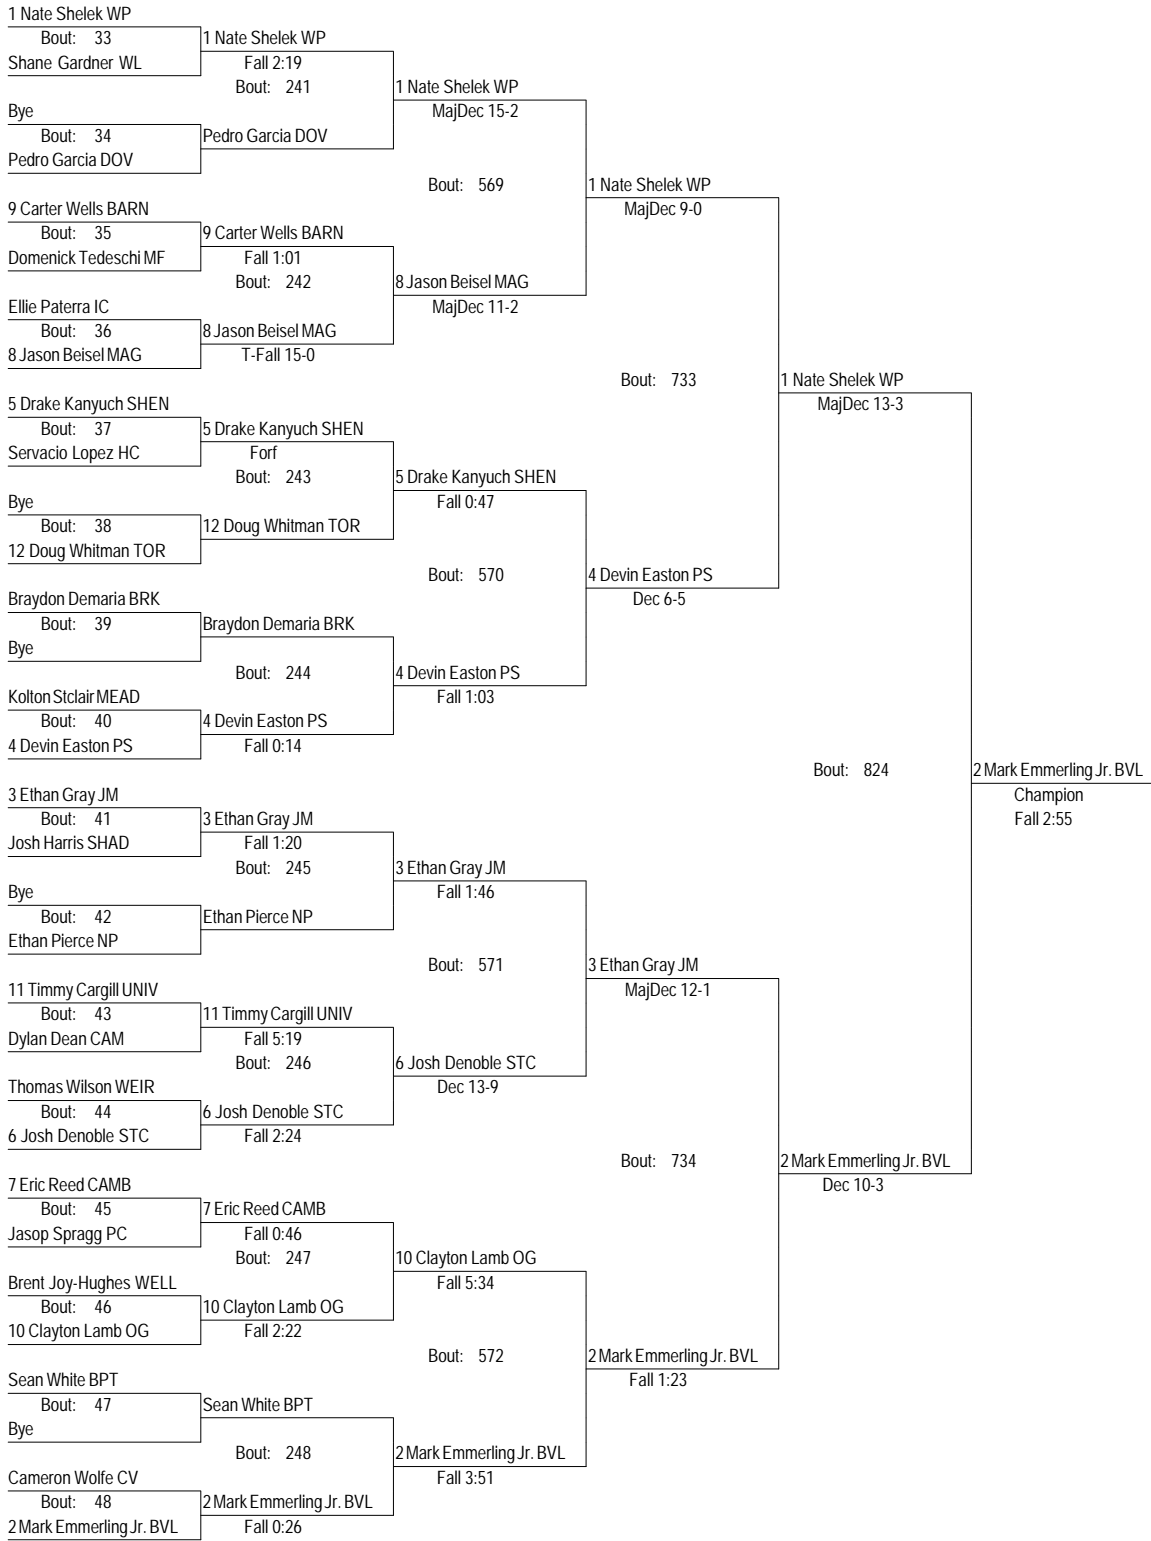 1 Nate Shelek WP
Bout: 33
1 Nate Shelek WP
Shane Gardner WL
Fall 2:19
Bout: 241
1 Nate Shelek WP
Bye
MajDec 15-2
Bout: 34
Pedro Garcia DOV
Pedro Garcia DOV
Bout: 569
1 Nate Shelek WP
9 Carter Wells BARN
MajDec 9-0
Bout: 35
9 Carter Wells BARN
Domenick Tedeschi MF
Fall 1:01
Bout: 242
8 Jason Beisel MAG
Ellie Paterra IC
MajDec 11-2
Bout: 36
8 Jason Beisel MAG
8 Jason Beisel MAG
T-Fall 15-0
Bout: 733
1 Nate Shelek WP
5 Drake Kanyuch SHEN
MajDec 13-3
Bout: 37
5 Drake Kanyuch SHEN
Servacio Lopez HC
Forf
Bout: 243
5 Drake Kanyuch SHEN
Bye
Fall 0:47
Bout: 38
12 Doug Whitman TOR
12 Doug Whitman TOR
Bout: 570
4 Devin Easton PS
Braydon Demaria BRK
Dec 6-5
Bout: 39
Braydon Demaria BRK
Bye
Bout: 244
4 Devin Easton PS
Kolton Stclair MEAD
Fall 1:03
Bout: 40
4 Devin Easton PS
4 Devin Easton PS
Fall 0:14
Bout: 824
2 Mark Emmerling Jr. BVL
3 Ethan Gray JM
Champion
Bout: 41
3 Ethan Gray JM
Fall 2:55
Josh Harris SHAD
Fall 1:20
Bout: 245
3 Ethan Gray JM
Bye
Fall 1:46
Bout: 42
Ethan Pierce NP
Ethan Pierce NP
Bout: 571
3 Ethan Gray JM
11 Timmy Cargill UNIV
MajDec 12-1
Bout: 43
11 Timmy Cargill UNIV
Dylan Dean CAM
Fall 5:19
Bout: 246
6 Josh Denoble STC
Thomas Wilson WEIR
Dec 13-9
Bout: 44
6 Josh Denoble STC
6 Josh Denoble STC
Fall 2:24
Bout: 734
2 Mark Emmerling Jr. BVL
7 Eric Reed CAMB
Dec 10-3
Bout: 45
7 Eric Reed CAMB
Jasop Spragg PC
Fall 0:46
Bout: 247
10 Clayton Lamb OG
Brent Joy-Hughes WELL
Fall 5:34
Bout: 46
10 Clayton Lamb OG
10 Clayton Lamb OG
Fall 2:22
Bout: 572
2 Mark Emmerling Jr. BVL
Sean White BPT
Fall 1:23
Bout: 47
Sean White BPT
Bye
Bout: 248
2 Mark Emmerling Jr. BVL
Cameron Wolfe CV
Fall 3:51
Bout: 48
2 Mark Emmerling Jr. BVL
2 Mark Emmerling Jr. BVL
Fall 0:26